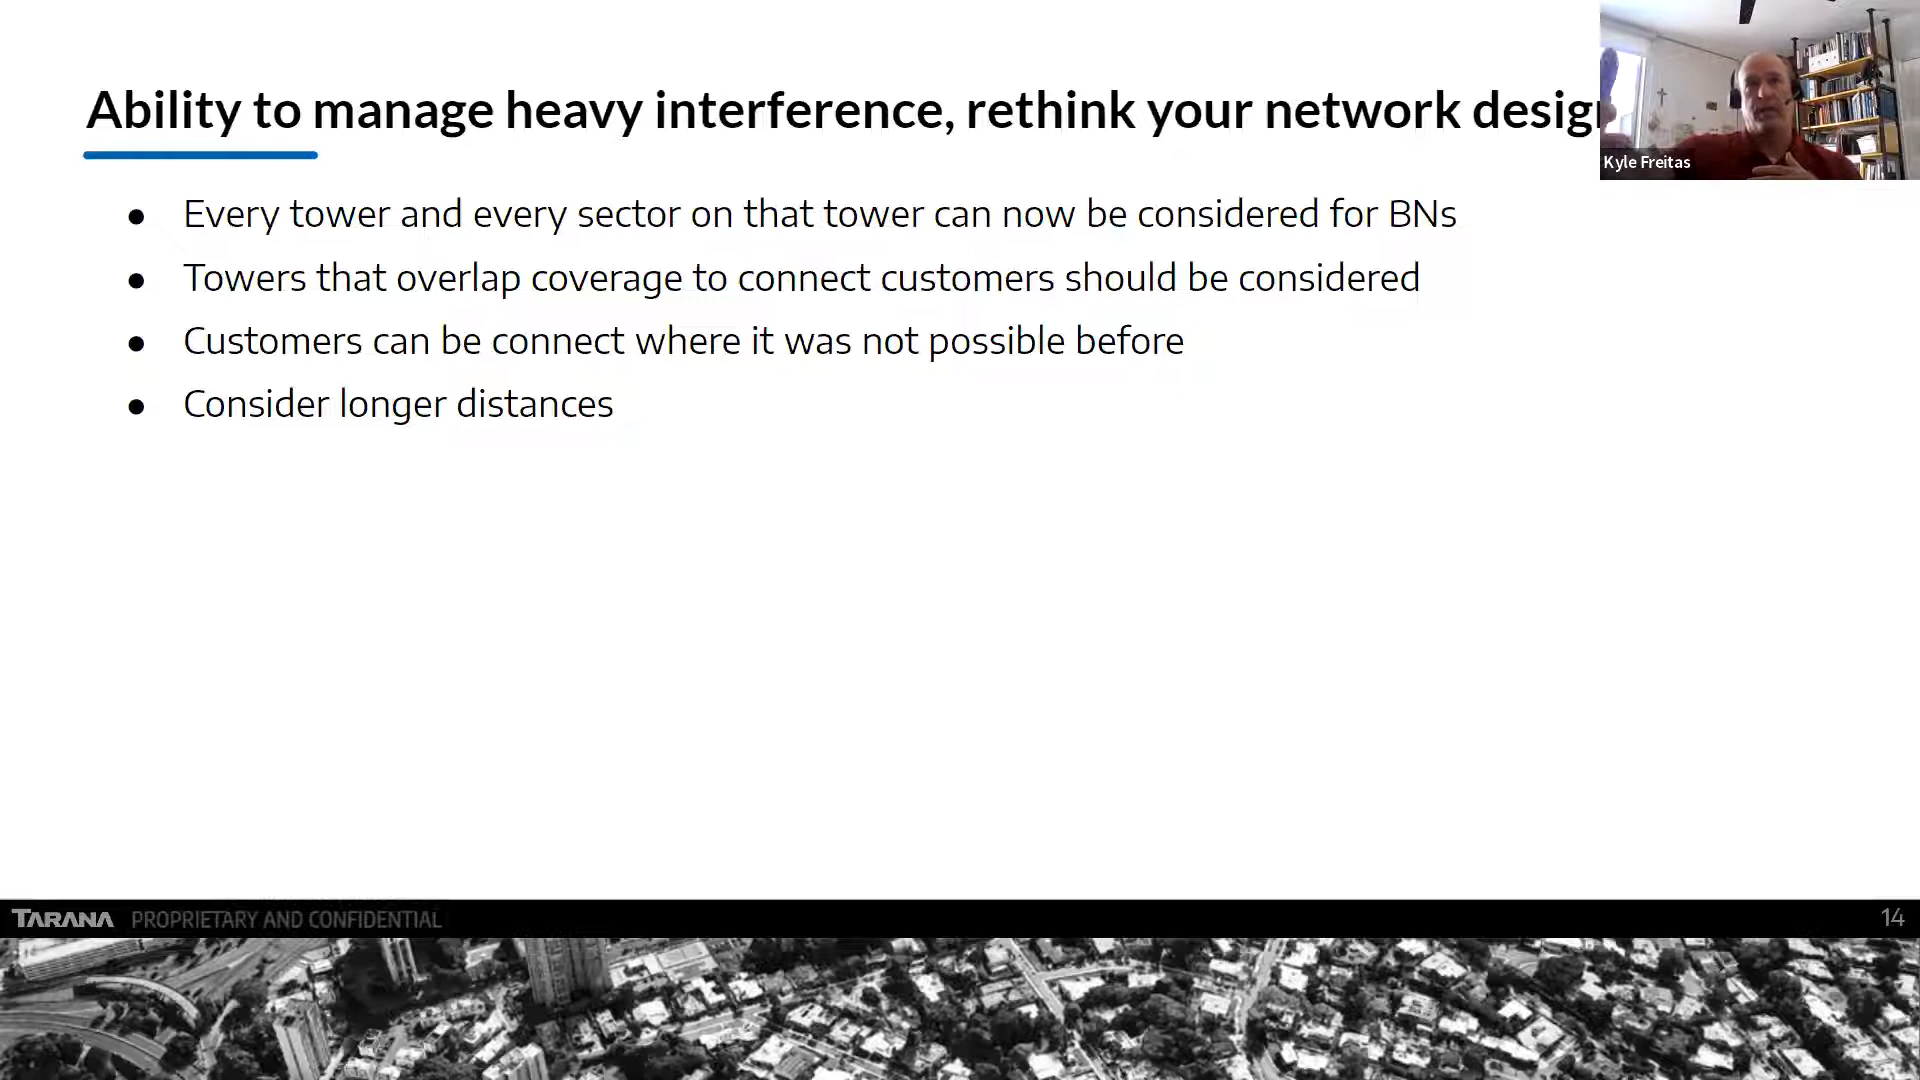 Ability to manage heavy interference, rethink your network desig
Kyle Freitas
● Every tower and every sector on that tower can now be considered for BNs
● Towers that overlap coverage to connect customers should be considered
● Customers can be connect where it was not possible before
● Consider longer distances
TARANA PROPRIETARY AND CONFIDENTIAL
14